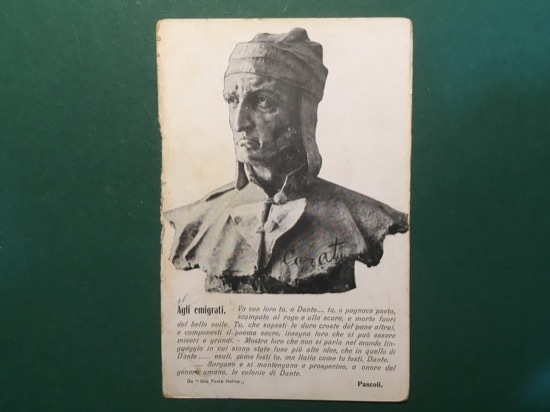 Agli emigrati. - Va con loro tu, o Dante.... tu, o pugnace poeta,
scampato al rogo e alla scure, e morto fuori
del bello ovile. Tu, che sapesti le dure croste del pane altrui,
e componesti il poema sacro, insegna loro che si può essere
miseri e grandi. - Mostra loro che non si parla nel mondo lin-
guaggio in cui siano state fuse più alte idee, che in quello di
Dante...... esuli, come fosti tu, ma Italia come tu fosti, Dante.
..... Sorgano e si mantengano e prosperino, a onore del
genere umano, le colonie di Dante.
Da "Una Festa Italica„
Pascoli.